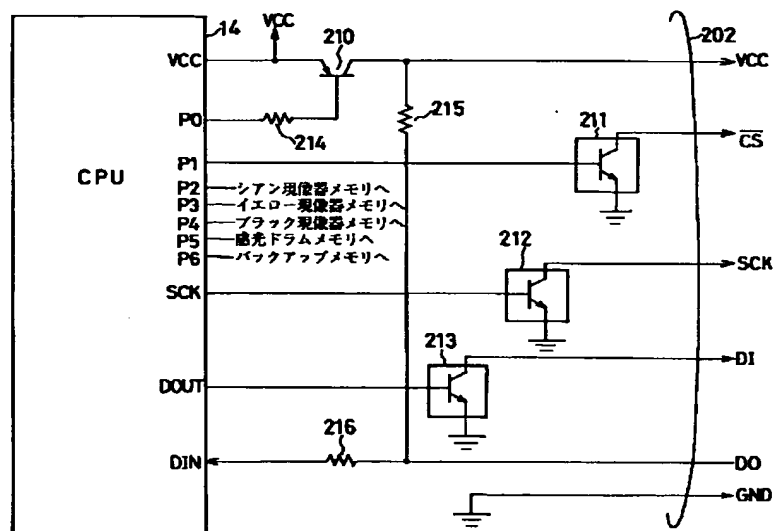 14
VCC
210
202
VCC
VCC
P0
214
215
211
CS
P1
CPU
P2
シアン現像器メモリへ
P3
イエロー現像器メモリへ
P4
ブラック現像器メモリへ
P5
感光ドラムメモリへ
P6
バックアップメモリへ
212
SCK
SCK
213
DI
DOUT
216
DIN
DO
GND